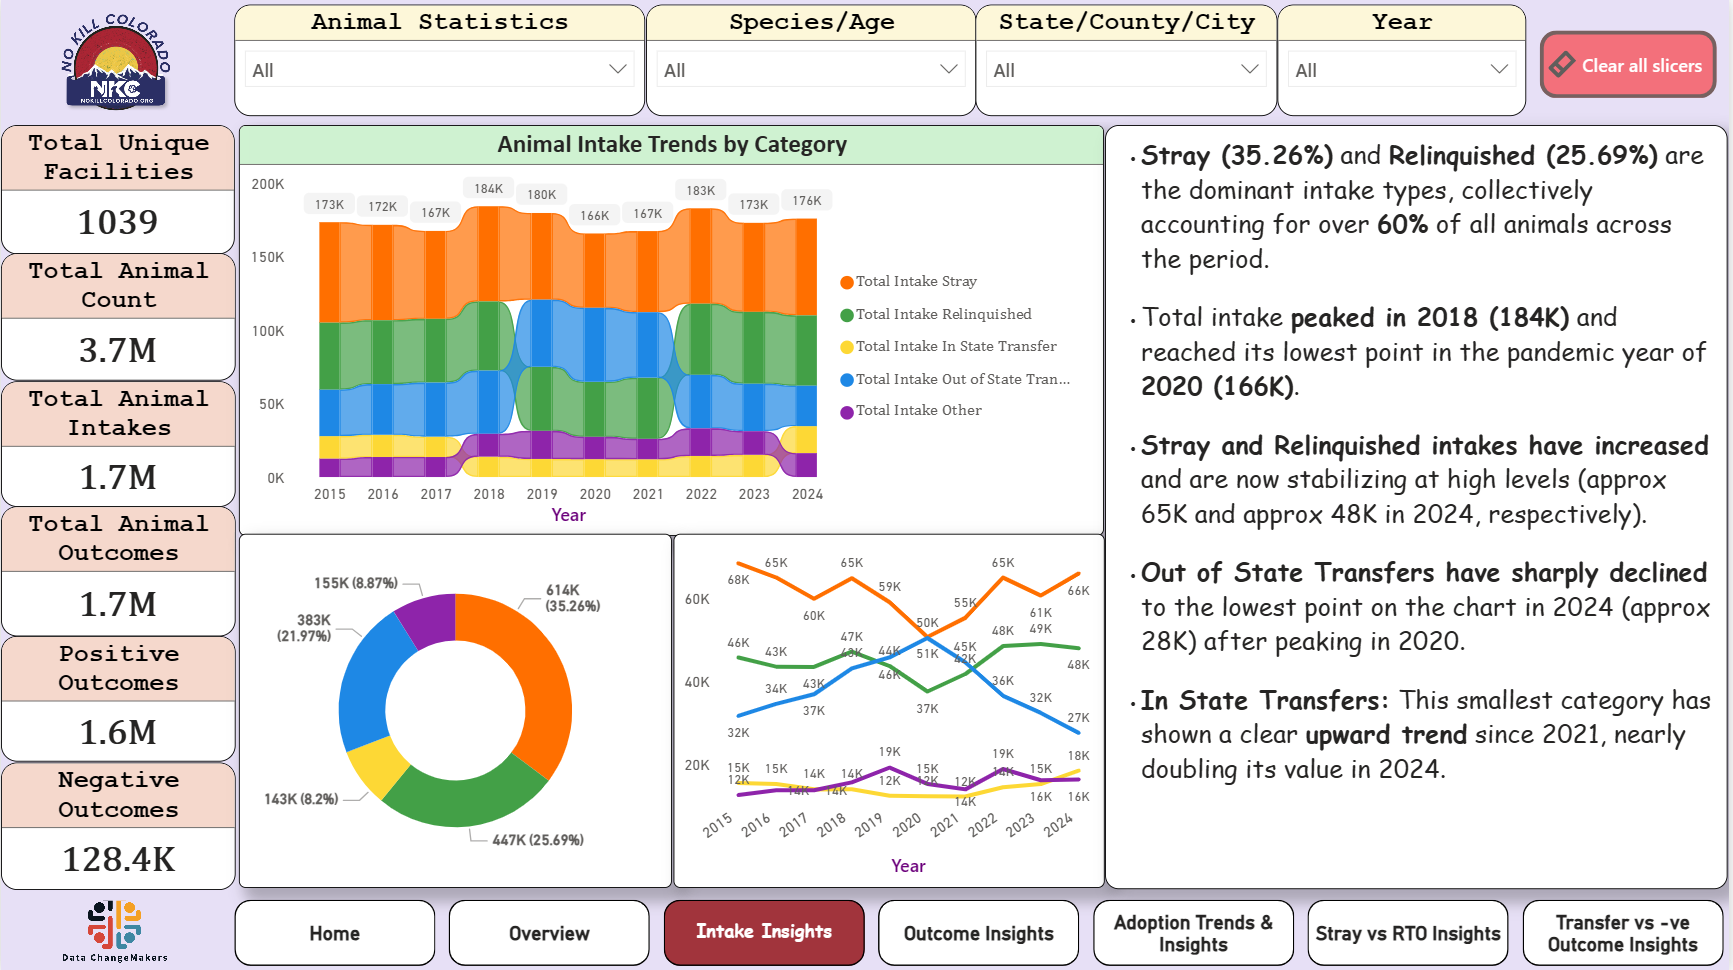 NO KILL COLORADO
NKC
NOKILLCOLORADO.ORG
Animal Statistics
All
Species/Age
All
State/County/City
All
Year
All
Clear all slicers
Total Unique
Facilities
1039
Total Animal
Count
3.7M
Total Animal
Intakes
1.7M
Total Animal
Outcomes
1.7M
Positive
Outcomes
1.6M
Negative
Outcomes
128.4K
Animal Intake Trends by Category
200K
150K
100K
50K
0K
173K 172K 167K 184K 180K 166K 167K 183K 173K 176K
2015 2016 2017 2018 2019 2020 2021 2022 2023 2024
Year
Total Intake Stray
Total Intake Relinquished
Total Intake In State Transfer
Total Intake Out of State Tran...
Total Intake Other
155K (8.87%)
614K
(35.26%)
383K
(21.97%)
143K (8.2%)
447K (25.69%)
60K
40K
20K
68K 65K 60K 65K 59K 50K 55K 65K 61K 66K
46K 43K 43K 47K 44K 37K 42K 48K 49K 48K
32K 34K 37K 43K 46K 51K 45K 36K 32K 27K
15K 15K 14K 14K 12K 12K 12K 14K 15K 18K
12K 14K 14K 19K 15K 14K 19K 16K 16K
2015 2016 2017 2018 2019 2020 2021 2022 2023 2024
Year
• Stray (35.26%) and Relinquished (25.69%) are
the dominant intake types, collectively
accounting for over 60% of all animals across
the period.
• Total intake peaked in 2018 (184K) and
reached its lowest point in the pandemic year of
2020 (166K).
• Stray and Relinquished intakes have increased
and are now stabilizing at high levels (approx
65K and approx 48K in 2024, respectively).
• Out of State Transfers have sharply declined
to the lowest point on the chart in 2024 (approx
28K) after peaking in 2020.
• In State Transfers: This smallest category has
shown a clear upward trend since 2021, nearly
doubling its value in 2024.
Data ChangeMakers
Home
Overview
Intake Insights
Outcome Insights
Adoption Trends &
Insights
Stray vs RTO Insights
Transfer vs -ve
Outcome Insights